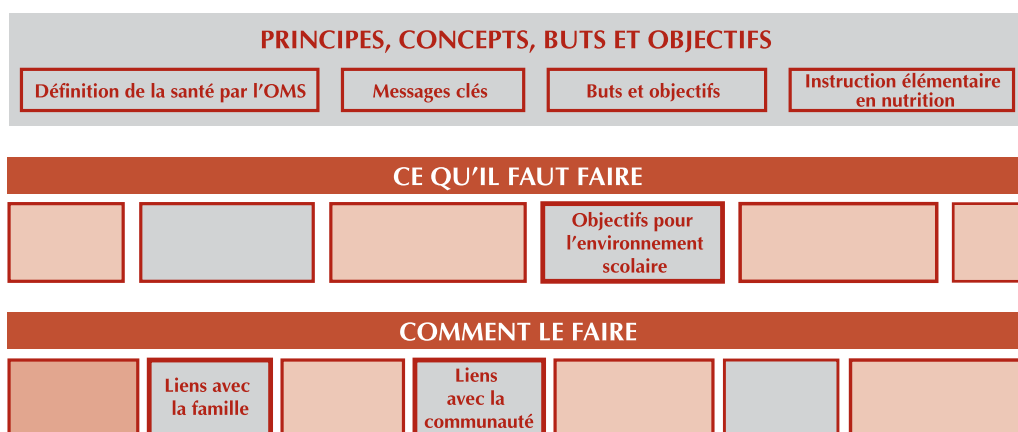 PRINCIPES, CONCEPTS, BUTS ET OBJECTIFS
Définition de la santé par l'OMS
Messages clés
Buts et objectifs
Instruction élémentaire
en nutrition
CE QU'IL FAUT FAIRE
Objectifs pour
l'environnement
scolaire
COMMENT LE FAIRE
Liens avec
la famille
Liens
avec la
communauté